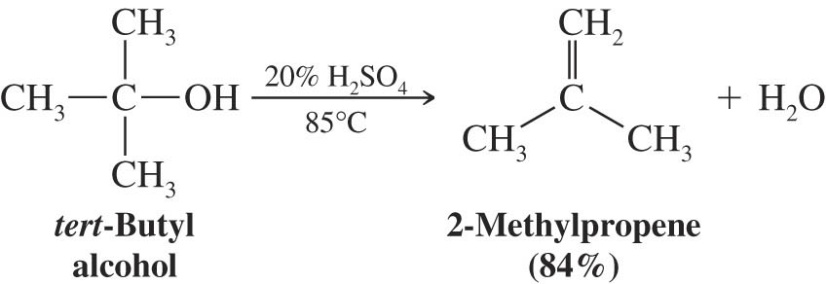 CH₃ CH₂
CH₃—C—OH 20% H₂SO₄ C + H₂O
85°C
CH₃ CH₃
CH₃
tert-Butyl 2-Methylpropene
alcohol (84%)